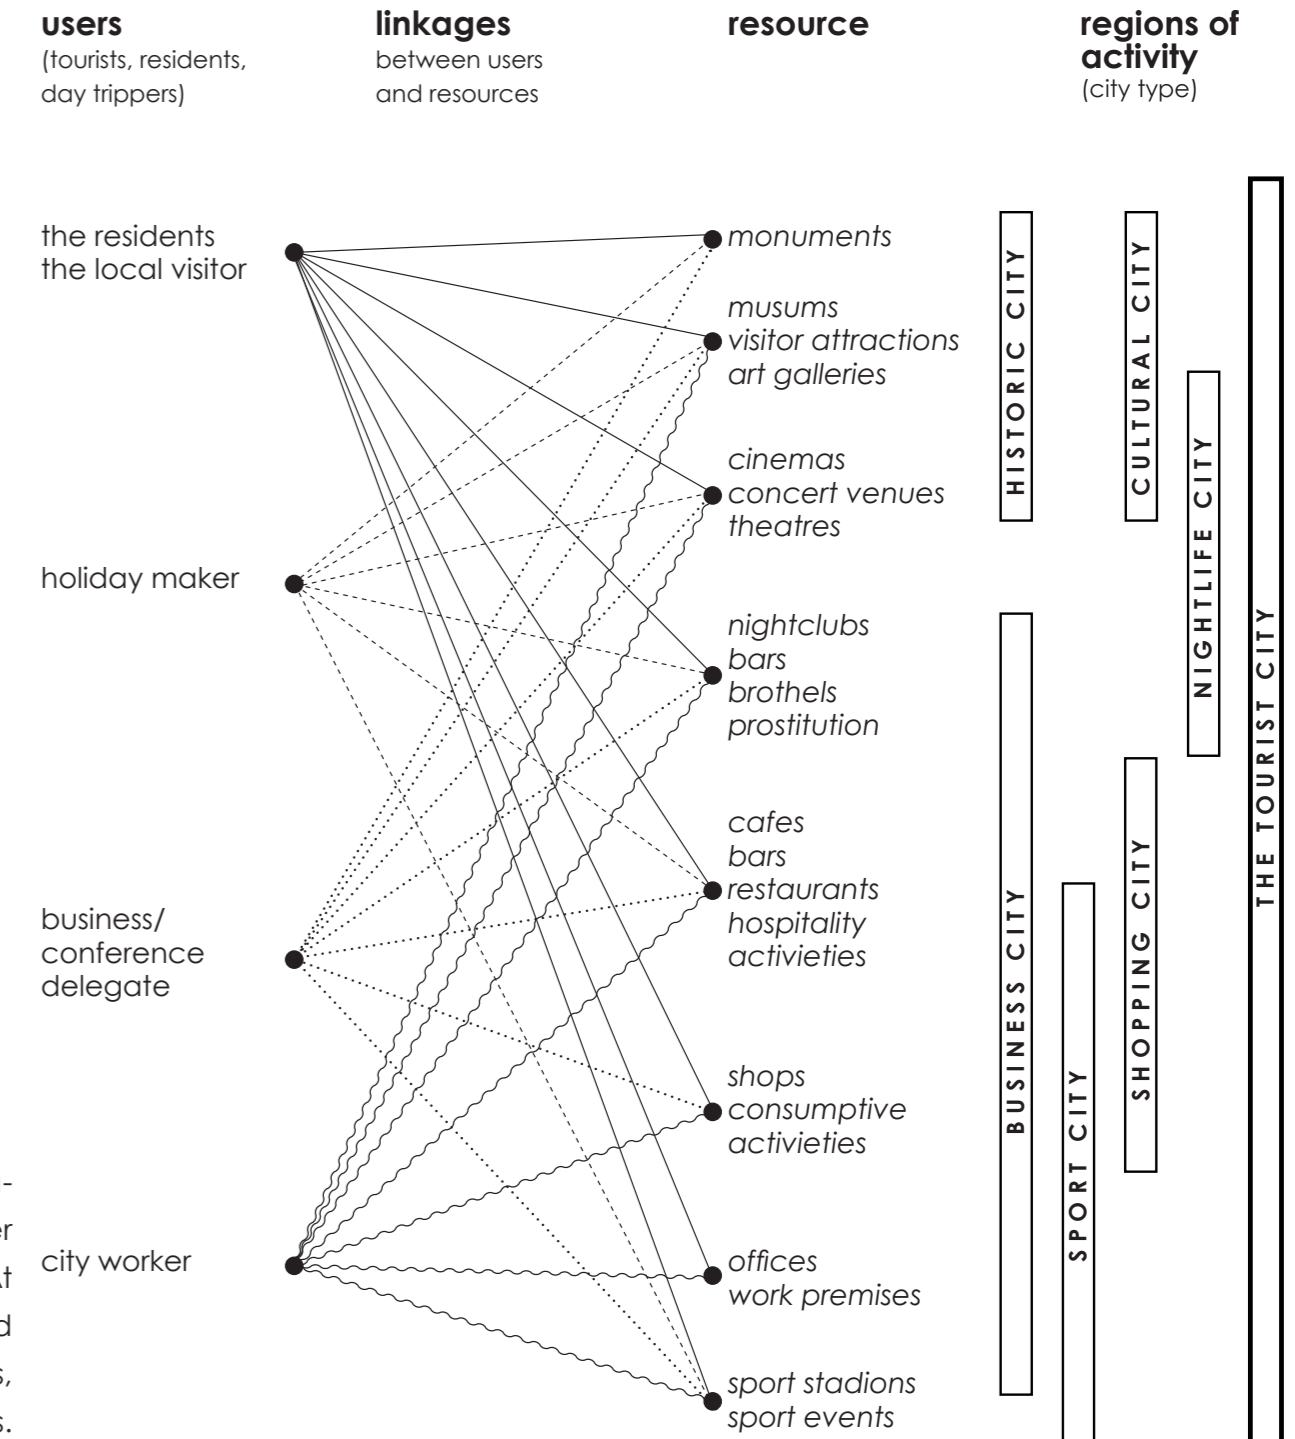 users
(tourists, residents,
day trippers)
linkages
between users
and resources
resource
regions of
activity
(city type)
the residents
the local visitor
holiday maker
business/
conference
delegate
city worker
monuments
musums
visitor attractions
art galleries
cinemas
concert venues
theatres
nightclubs
bars
brothels
prostitution
cafes
bars
restaurants
hospitality
activieties
shops
consumptive
activieties
offices
work premises
sport stadions
sport events
HISTORIC CITY
CULTURAL CITY
NIGHTLIFE CITY
BUSINESS CITY
SPORT CITY
SHOPPING CITY
THE TOURIST CITY